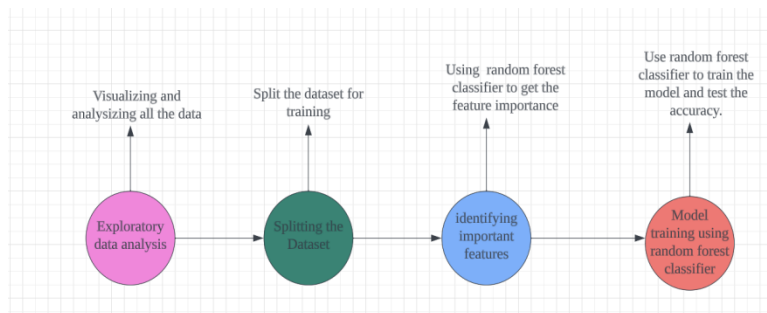 Visualizing and
analysizing all the data
Split the dataset for
training
Using random forest
classifier to get the
feature importance
Use random forest
classifier to train the
model and test the
accuracy.
Exploratory
data analysis
Splitting the
Dataset
identifying
important
features
Model
training using
random forest
classifier